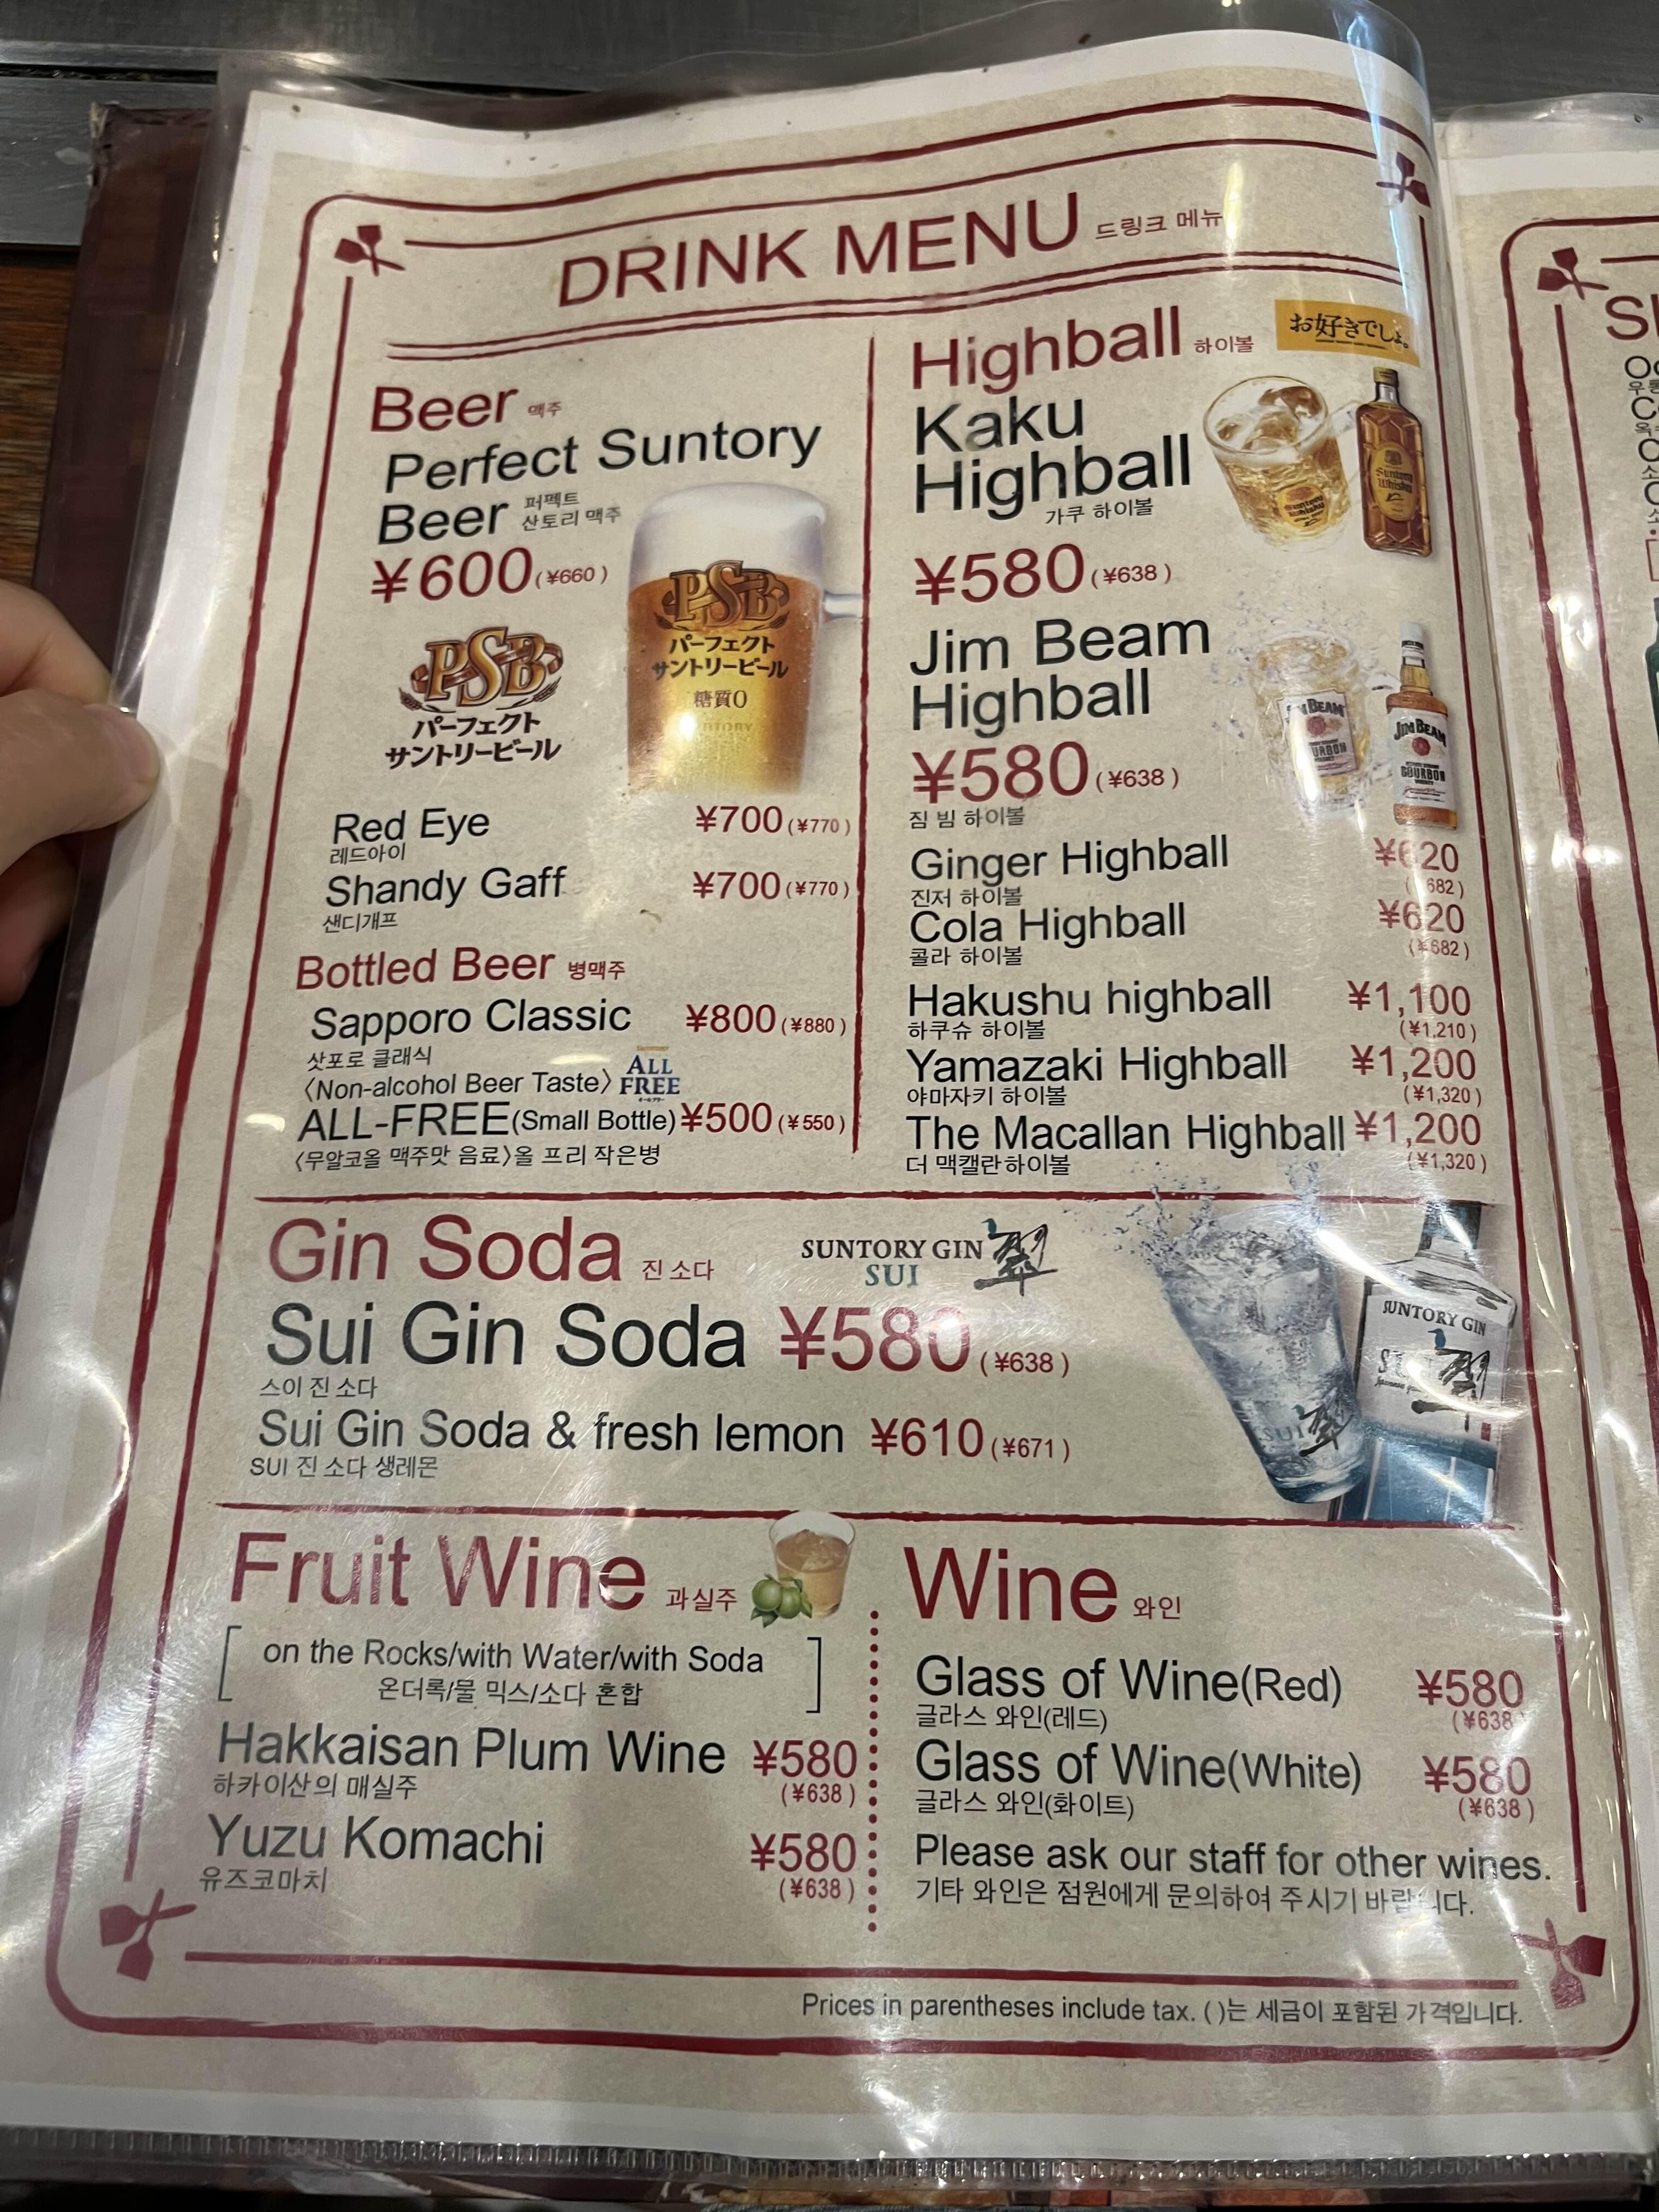 DRINK MENU 드링크 메뉴
Beer 맥주
Perfect Suntory
Beer 퍼펙트
산토리 맥주
¥600(¥660)
PSB
パーフェクト
サントリービール
PSB
パーフェクト
サントリービール
糖質0
Red Eye ¥700(¥770)
레드아이
Shandy Gaff ¥700(¥770)
샌디개프
Bottled Beer 병맥주
Sapporo Classic ¥800(¥880)
삿포로 클래식
〈Non-alcohol Beer Taste〉 ALL FREE
ALL-FREE(Small Bottle) ¥500(¥550)
〈무알코올 맥주맛 음료〉올 프리 작은병
Highball 하이볼
お好きでしょ。
Kaku
Highball
가쿠 하이볼
Suntory
Whisky
¥580(¥638)
Jim Beam
Highball
¥580(¥638)
짐 빔 하이볼
JIM BEAM
BOURBON
Ginger Highball ¥620
진저 하이볼 (¥682)
Cola Highball ¥620
콜라 하이볼 (¥682)
Hakushu highball ¥1,100
하쿠슈 하이볼 (¥1,210)
Yamazaki Highball ¥1,200
야마자키 하이볼 (¥1,320)
The Macallan Highball ¥1,200
더 맥캘란하이볼 (¥1,320)
Gin Soda 진 소다
SUNTORY GIN
SUI 翠
Sui Gin Soda ¥580(¥638)
스이 진 소다
Sui Gin Soda & fresh lemon ¥610(¥671)
SUI 진 소다 생레몬
SUNTORY GIN
翠
SUI 翠
Fruit Wine 과실주
on the Rocks/with Water/with Soda
온더록/물 믹스/소다 혼합
Hakkaisan Plum Wine ¥580
하카이산의 매실주 (¥638)
Yuzu Komachi ¥580
유즈코마치 (¥638)
Wine 와인
Glass of Wine(Red) ¥580
글라스 와인(레드) (¥638)
Glass of Wine(White) ¥580
글라스 와인(화이트) (¥638)
Please ask our staff for other wines.
기타 와인은 점원에게 문의하여 주시기 바랍니다.
Prices in parentheses include tax. ( )는 세금이 포함된 가격입니다.